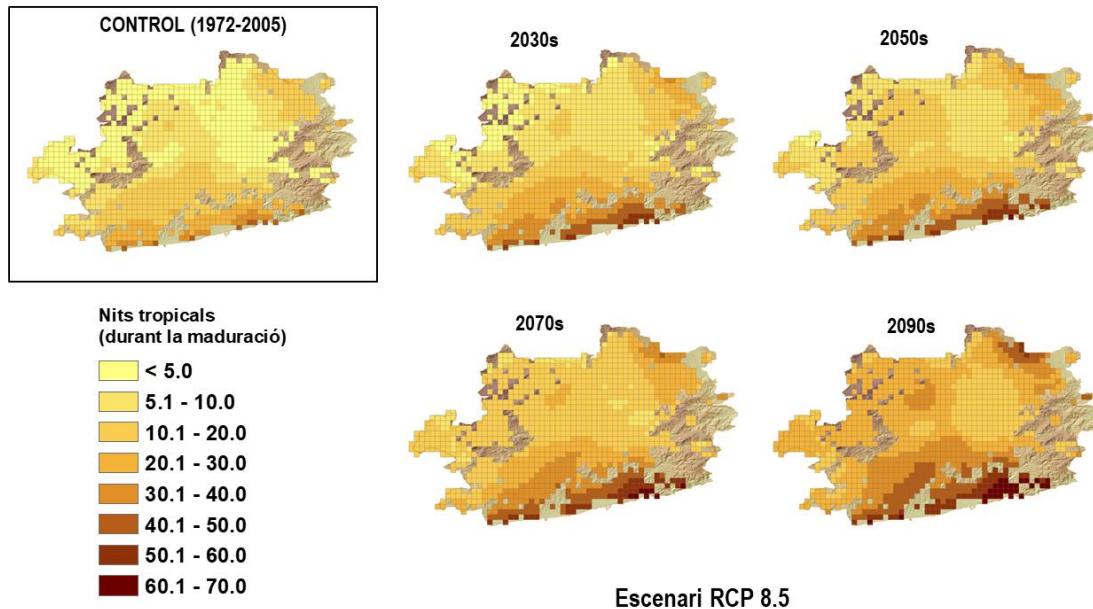 CONTROL (1972-2005)
2030s
2050s
Nits tropicals
(durant la maduració)
< 5.0
5.1 - 10.0
10.1 - 20.0
20.1 - 30.0
30.1 - 40.0
40.1 - 50.0
50.1 - 60.0
60.1 - 70.0
2070s
2090s
Escenari RCP 8.5